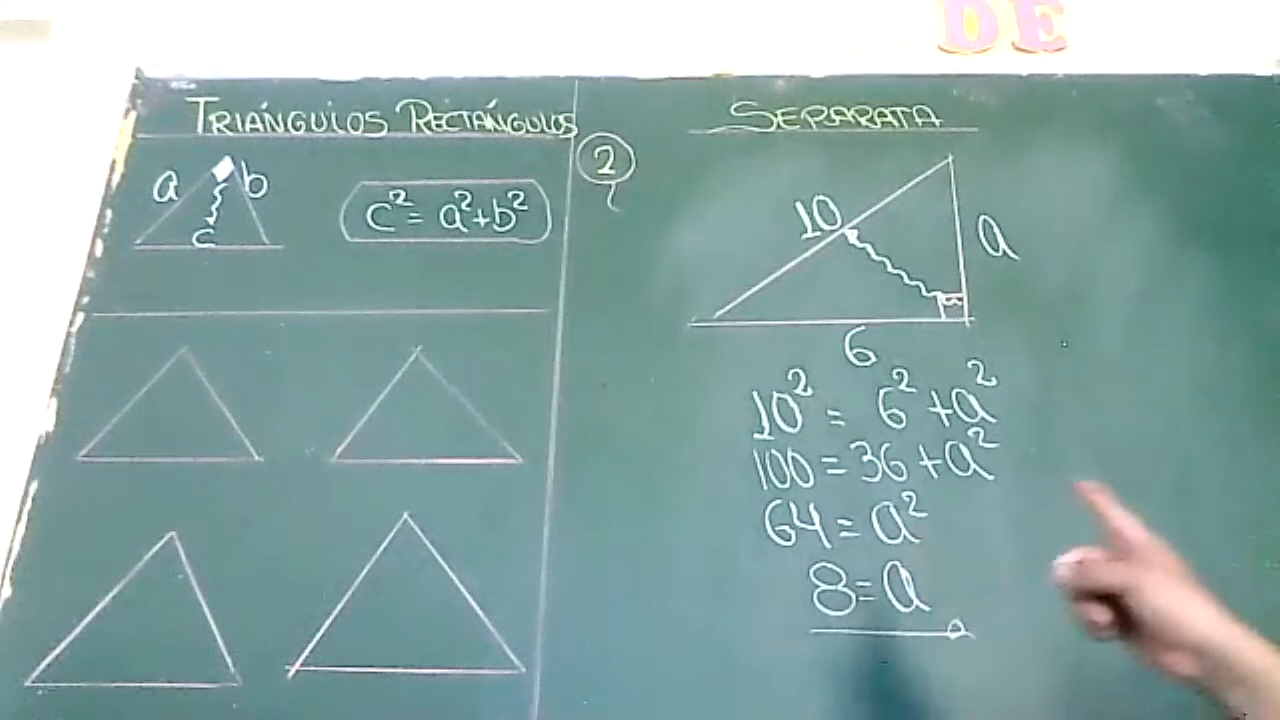 DE
TRIÁNGULOS RECTÁNGULOS
a
b
c
c² = a²+b²
SEPARATA
2
10
a
6
10² = 6² + a²
100 = 36 + a²
64 = a²
8 = a